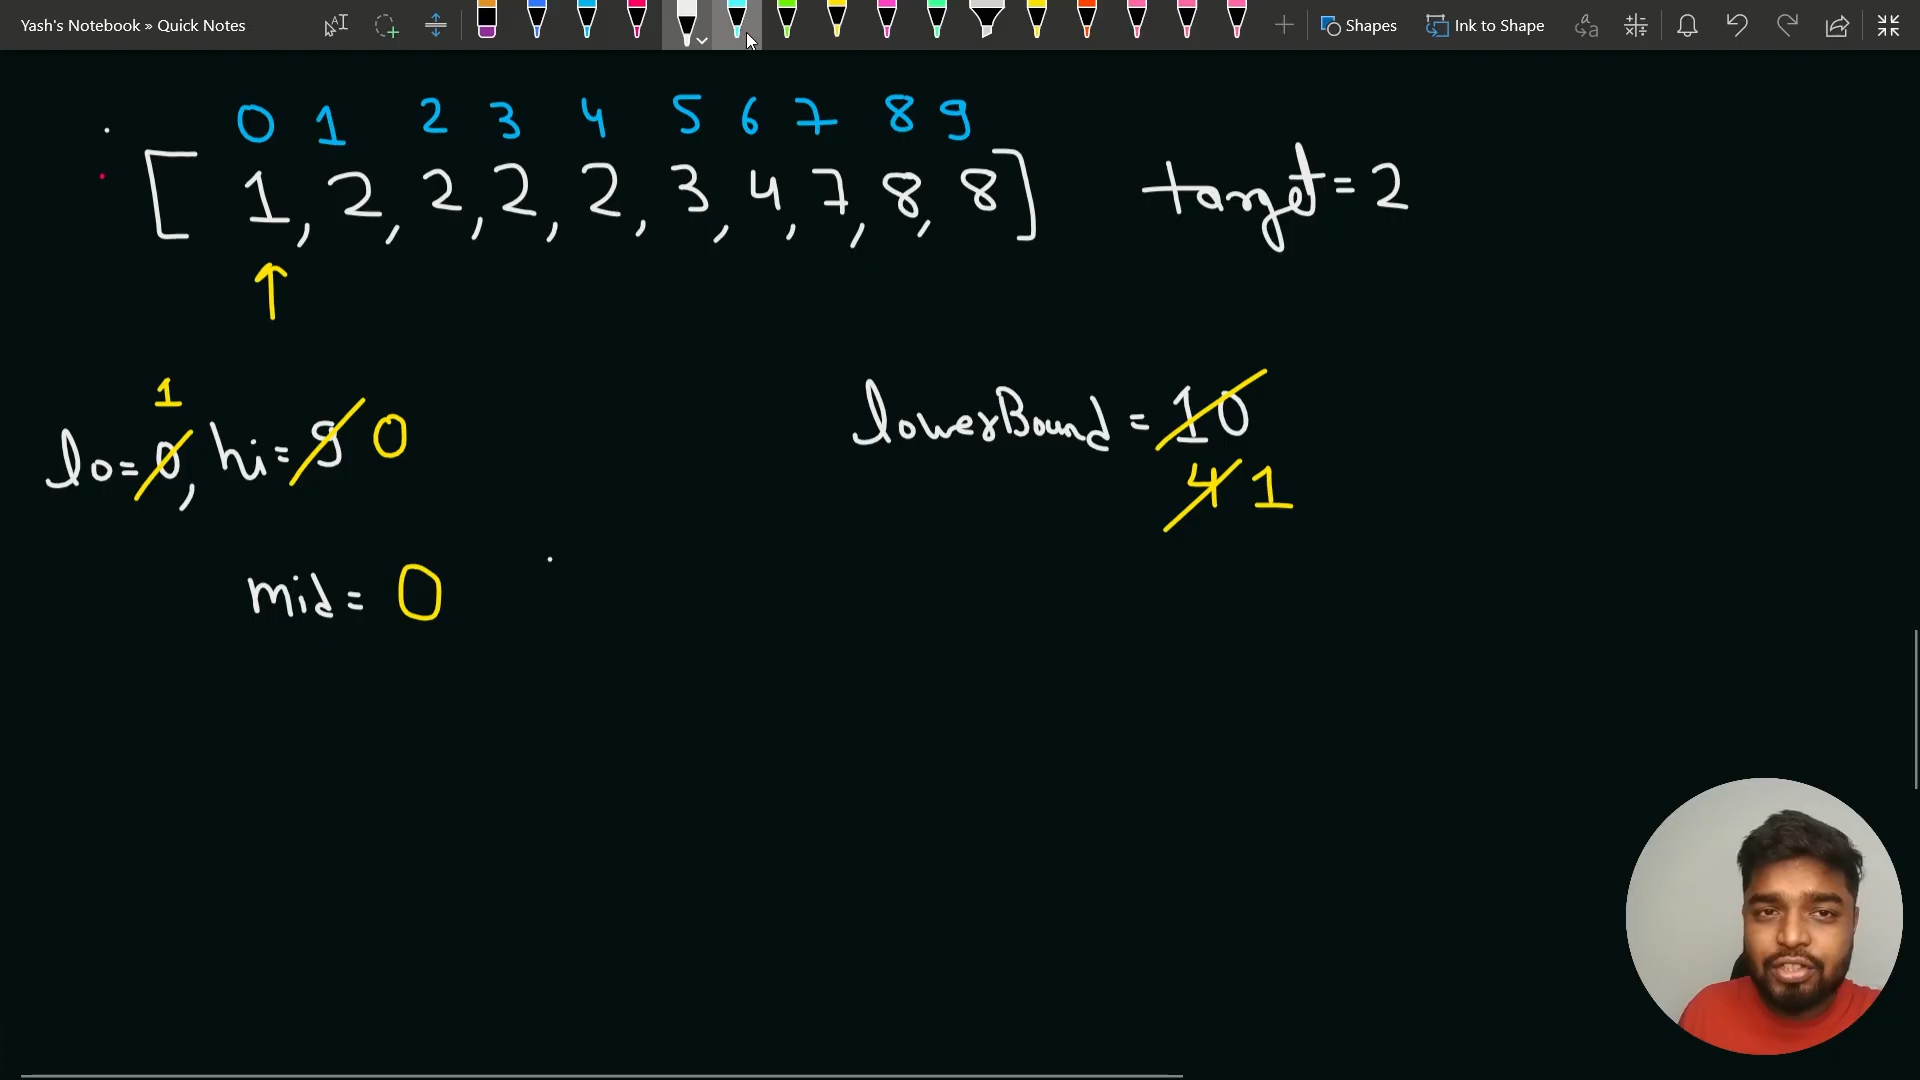 Yash's Notebook » Quick Notes
Shapes
Ink to Shape
0 1 2 3 4 5 6 7 8 9
[ 1, 2, 2, 2, 2, 3, 4, 7, 8, 8 ] target = 2
↑
1
lo = 0, hi = 9 0 lowerBound = 10
4 1
mid = 0